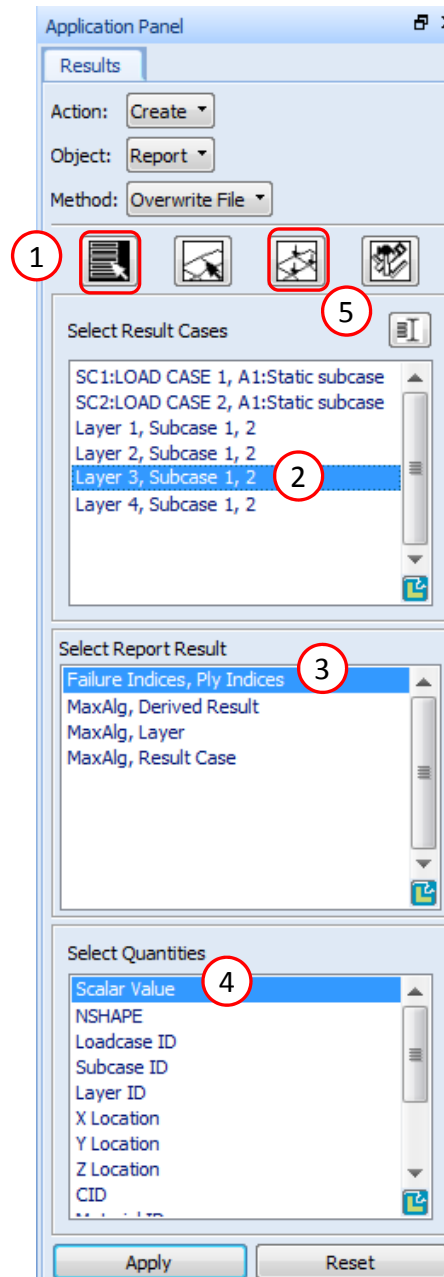 Application Panel
Results
Action: Create
Object: Report
Method: Overwrite File
1
5
Select Result Cases
SC1:LOAD CASE 1, A1:Static subcase
SC2:LOAD CASE 2, A1:Static subcase
Layer 1, Subcase 1, 2
Layer 2, Subcase 1, 2
Layer 3, Subcase 1, 2 2
Layer 4, Subcase 1, 2
Select Report Result
Failure Indices, Ply Indices 3
MaxAlg, Derived Result
MaxAlg, Layer
MaxAlg, Result Case
Select Quantities
Scalar Value 4
NSHAPE
Loadcase ID
Subcase ID
Layer ID
X Location
Y Location
Z Location
CID
Apply Reset